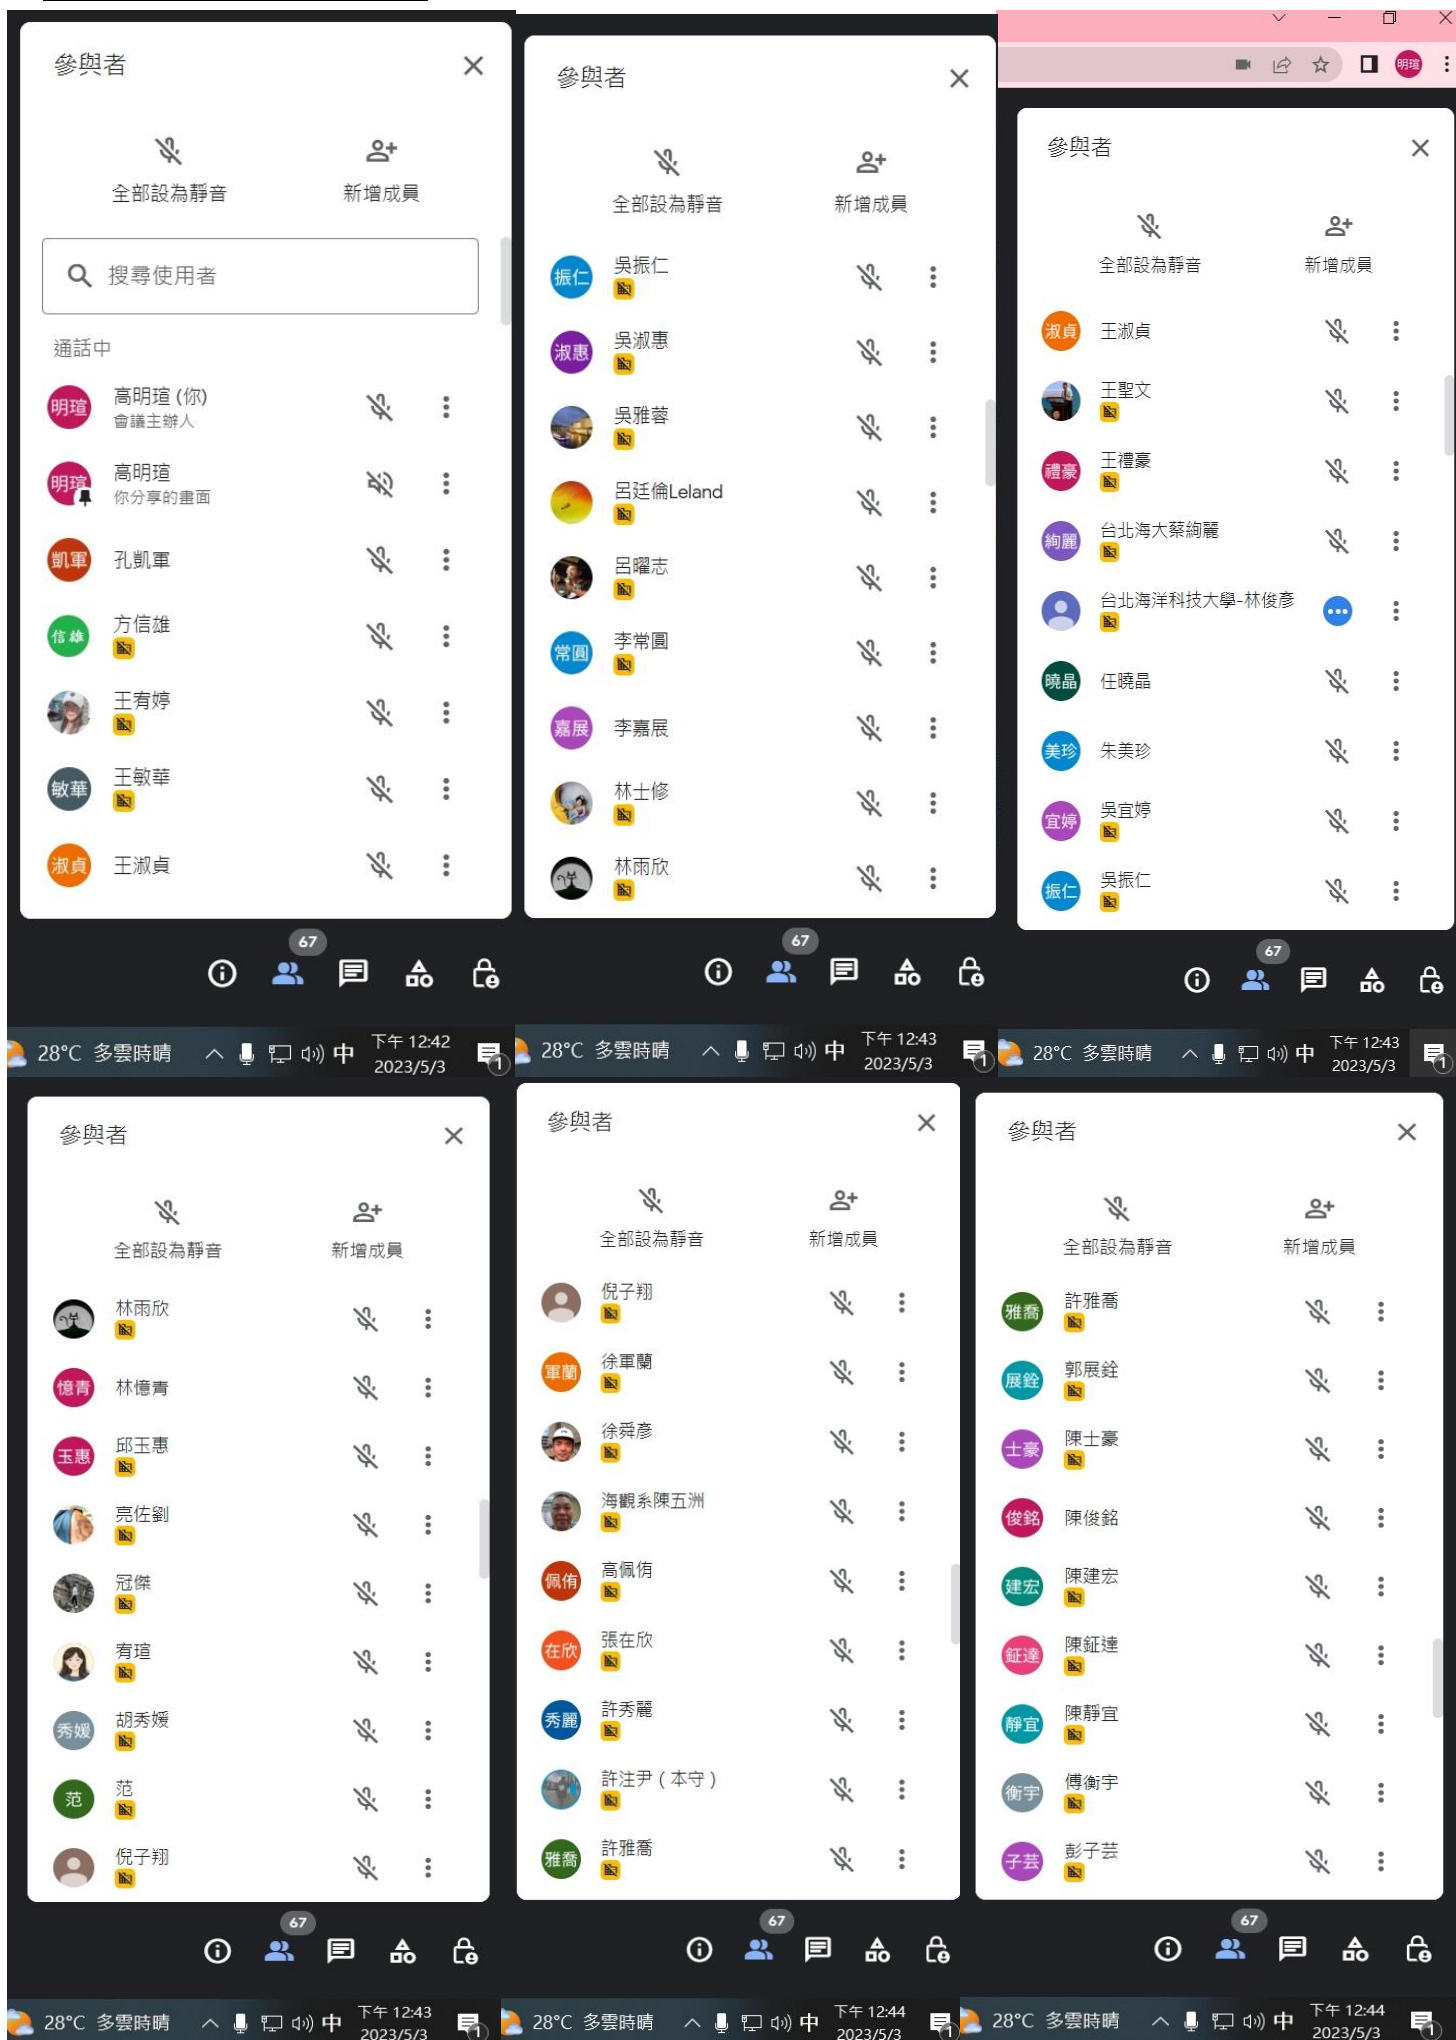 參與者
全部設為靜音
新增成員
搜尋使用者
通話中
明瑄
高明瑄 (你)
會議主辦人
明瑄
高明瑄
你分享的畫面
凱軍
孔凱軍
信雄
方信雄
王宥婷
敏華
王敏華
淑貞
王淑貞
67
28°C 多雲時晴
中
下午 12:42
2023/5/3
1
參與者
全部設為靜音
新增成員
振仁
吳振仁
淑惠
吳淑惠
吳雅蓉
呂廷倫Leland
呂曜志
常圓
李常圓
嘉展
李嘉展
林士修
林雨欣
67
28°C 多雲時晴
中
下午 12:43
2023/5/3
1
明瑄
參與者
全部設為靜音
新增成員
淑貞
王淑貞
王聖文
禮豪
王禮豪
絢麗
台北海大蔡絢麗
台北海洋科技大學-林俊彥
曉晶
任曉晶
美珍
朱美珍
宜婷
吳宜婷
振仁
吳振仁
67
28°C 多雲時晴
中
下午 12:43
2023/5/3
1
參與者
全部設為靜音
新增成員
林雨欣
憶青
林憶青
玉惠
邱玉惠
亮佐劉
冠傑
宥瑄
秀媛
胡秀媛
范
范
倪子翔
67
28°C 多雲時晴
中
下午 12:43
2023/5/3
1
參與者
全部設為靜音
新增成員
倪子翔
軍蘭
徐軍蘭
徐舜彥
海觀系陳五洲
佩侑
高佩侑
在欣
張在欣
秀麗
許秀麗
許注尹 ( 本守 )
雅喬
許雅喬
67
28°C 多雲時晴
中
下午 12:44
2023/5/3
1
參與者
全部設為靜音
新增成員
雅喬
許雅喬
展銓
郭展銓
士豪
陳士豪
俊銘
陳俊銘
建宏
陳建宏
鉦達
陳鉦達
靜宜
陳靜宜
衡宇
傅衡宇
子芸
彭子芸
67
28°C 多雲時晴
中
下午 12:44
2023/5/3
1